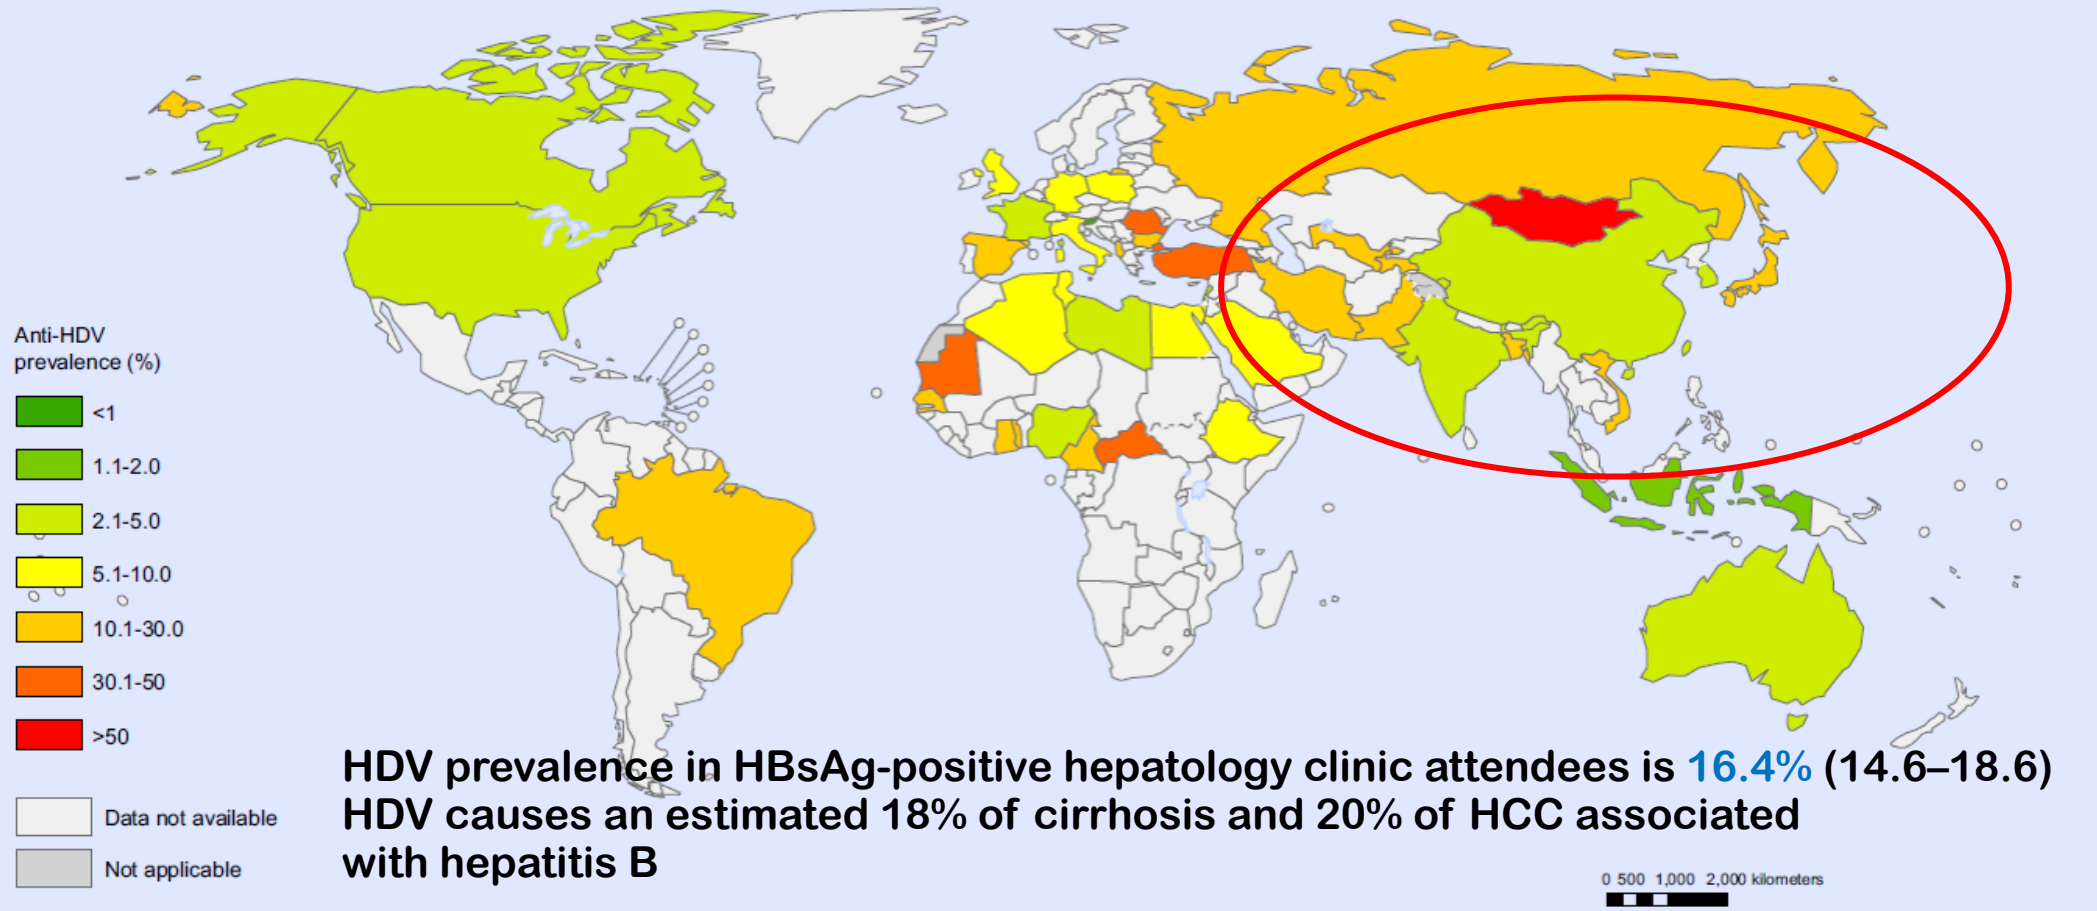 Anti-HDV
prevalence (%)
<1
1.1-2.0
2.1-5.0
5.1-10.0
10.1-30.0
30.1-50
>50
Data not available
Not applicable
HDV prevalence in HBsAg-positive hepatology clinic attendees is 16.4% (14.6–18.6)
HDV causes an estimated 18% of cirrhosis and 20% of HCC associated
with hepatitis B
0 500 1,000 2,000 kilometers